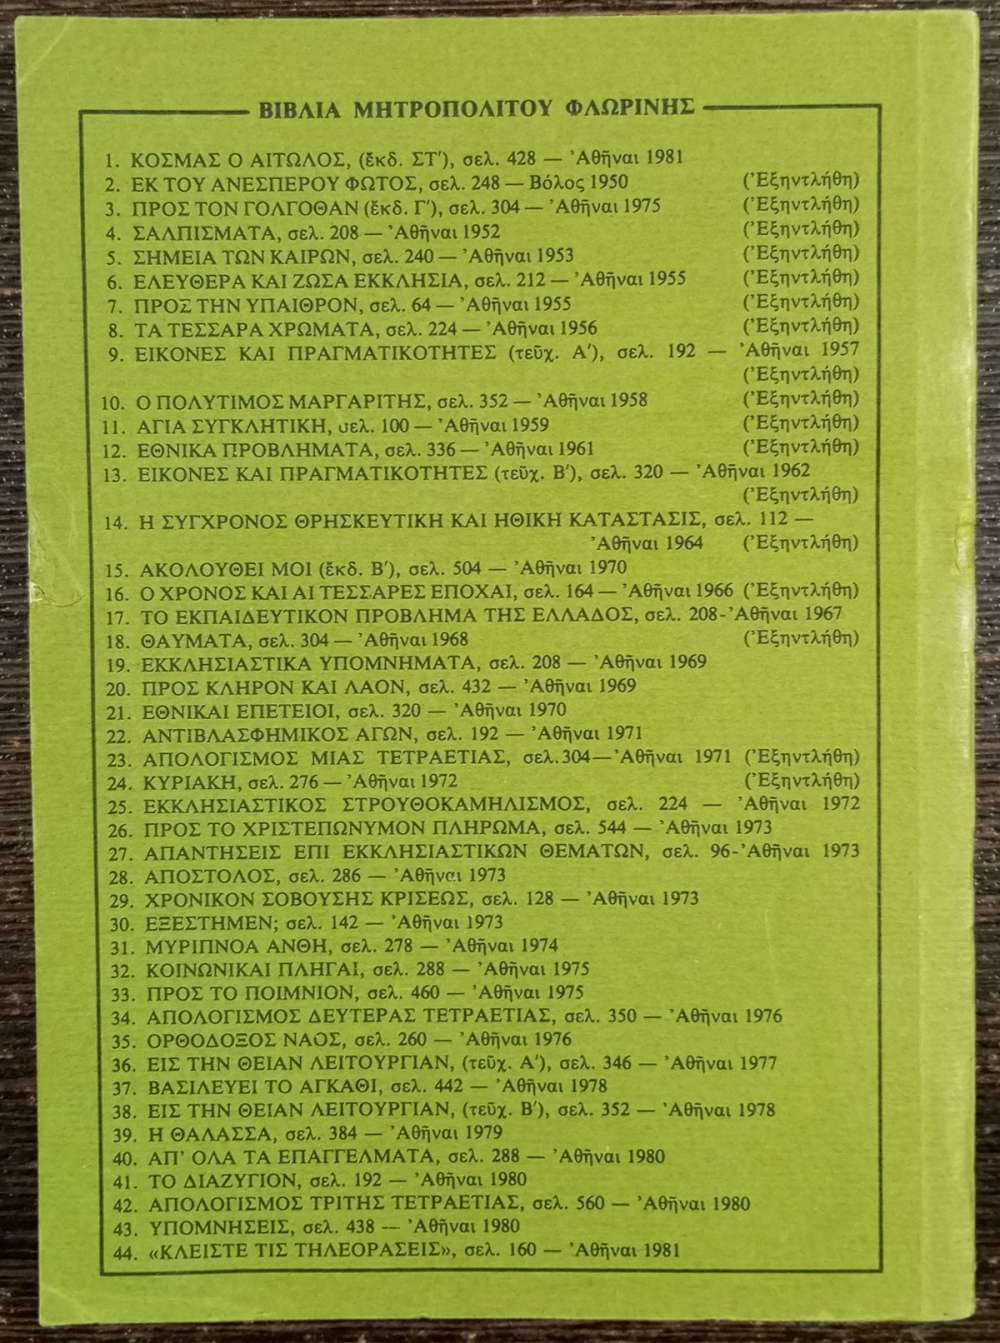 ΒΙΒΛΙΑ ΜΗΤΡΟΠΟΛΙΤΟΥ ΦΛΩΡΙΝΗΣ
1. ΚΟΣΜΑΣ Ο ΑΙΤΩΛΟΣ, (ἔκδ. ΣΤ′), σελ. 428 — Ἀθῆναι 1981
2. ΕΚ ΤΟΥ ΑΝΕΣΠΕΡΟΥ ΦΩΤΟΣ, σελ. 248 — Βόλος 1950 (Ἐξηντλήθη)
3. ΠΡΟΣ ΤΟΝ ΓΟΛΓΟΘΑΝ (ἔκδ. Γ′), σελ. 304 — Ἀθῆναι 1975 (Ἐξηντλήθη)
4. ΣΑΛΠΙΣΜΑΤΑ, σελ. 208 — Ἀθῆναι 1952 (Ἐξηντλήθη)
5. ΣΗΜΕΙΑ ΤΩΝ ΚΑΙΡΩΝ, σελ. 240 — Ἀθῆναι 1953 (Ἐξηντλήθη)
6. ΕΛΕΥΘΕΡΑ ΚΑΙ ΖΩΣΑ ΕΚΚΛΗΣΙΑ, σελ. 212 — Ἀθῆναι 1955 (Ἐξηντλήθη)
7. ΠΡΟΣ ΤΗΝ ΥΠΑΙΘΡΟΝ, σελ. 64 — Ἀθῆναι 1955 (Ἐξηντλήθη)
8. ΤΑ ΤΕΣΣΑΡΑ ΧΡΩΜΑΤΑ, σελ. 224 — Ἀθῆναι 1956 (Ἐξηντλήθη)
9. ΕΙΚΟΝΕΣ ΚΑΙ ΠΡΑΓΜΑΤΙΚΟΤΗΤΕΣ (τεῦχ. Α′), σελ. 192 — Ἀθῆναι 1957
(Ἐξηντλήθη)
10. Ο ΠΟΛΥΤΙΜΟΣ ΜΑΡΓΑΡΙΤΗΣ, σελ. 352 — Ἀθῆναι 1958 (Ἐξηντλήθη)
11. ΑΓΙΑ ΣΥΓΚΛΗΤΙΚΗ, σελ. 100 — Ἀθῆναι 1959 (Ἐξηντλήθη)
12. ΕΘΝΙΚΑ ΠΡΟΒΛΗΜΑΤΑ, σελ. 336 — Ἀθῆναι 1961 (Ἐξηντλήθη)
13. ΕΙΚΟΝΕΣ ΚΑΙ ΠΡΑΓΜΑΤΙΚΟΤΗΤΕΣ (τεῦχ. Β′), σελ. 320 — Ἀθῆναι 1962
(Ἐξηντλήθη)
14. Η ΣΥΓΧΡΟΝΟΣ ΘΡΗΣΚΕΥΤΙΚΗ ΚΑΙ ΗΘΙΚΗ ΚΑΤΑΣΤΑΣΙΣ, σελ. 112 —
Ἀθῆναι 1964 (Ἐξηντλήθη)
15. ΑΚΟΛΟΥΘΕΙ ΜΟΙ (ἔκδ. Β′), σελ. 504 — Ἀθῆναι 1970
16. Ο ΧΡΟΝΟΣ ΚΑΙ ΑΙ ΤΕΣΣΑΡΕΣ ΕΠΟΧΑΙ, σελ. 164 — Ἀθῆναι 1966 (Ἐξηντλήθη)
17. ΤΟ ΕΚΠΑΙΔΕΥΤΙΚΟΝ ΠΡΟΒΛΗΜΑ ΤΗΣ ΕΛΛΑΔΟΣ, σελ. 208-Ἀθῆναι 1967
18. ΘΑΥΜΑΤΑ, σελ. 304 — Ἀθῆναι 1968 (Ἐξηντλήθη)
19. ΕΚΚΛΗΣΙΑΣΤΙΚΑ ΥΠΟΜΝΗΜΑΤΑ, σελ. 208 — Ἀθῆναι 1969
20. ΠΡΟΣ ΚΛΗΡΟΝ ΚΑΙ ΛΑΟΝ, σελ. 432 — Ἀθῆναι 1969
21. ΕΘΝΙΚΑΙ ΕΠΕΤΕΙΟΙ, σελ. 320 — Ἀθῆναι 1970
22. ΑΝΤΙΒΛΑΣΦΗΜΙΚΟΣ ΑΓΩΝ, σελ. 192 — Ἀθῆναι 1971
23. ΑΠΟΛΟΓΙΣΜΟΣ ΜΙΑΣ ΤΕΤΡΑΕΤΙΑΣ, σελ.304—Ἀθῆναι 1971 (Ἐξηντλήθη)
24. ΚΥΡΙΑΚΗ, σελ. 276 — Ἀθῆναι 1972 (Ἐξηντλήθη)
25. ΕΚΚΛΗΣΙΑΣΤΙΚΟΣ ΣΤΡΟΥΘΟΚΑΜΗΛΙΣΜΟΣ, σελ. 224 — Ἀθῆναι 1972
26. ΠΡΟΣ ΤΟ ΧΡΙΣΤΕΠΩΝΥΜΟΝ ΠΛΗΡΩΜΑ, σελ. 544 — Ἀθῆναι 1973
27. ΑΠΑΝΤΗΣΕΙΣ ΕΠΙ ΕΚΚΛΗΣΙΑΣΤΙΚΩΝ ΘΕΜΑΤΩΝ, σελ. 96-Ἀθῆναι 1973
28. ΑΠΟΣΤΟΛΟΣ, σελ. 286 — Ἀθῆναι 1973
29. ΧΡΟΝΙΚΟΝ ΣΟΒΟΥΣΗΣ ΚΡΙΣΕΩΣ, σελ. 128 — Ἀθῆναι 1973
30. ΕΞΕΣΤΗΜΕΝ; σελ. 142 — Ἀθῆναι 1973
31. ΜΥΡΙΠΝΟΑ ΑΝΘΗ, σελ. 278 — Ἀθῆναι 1974
32. ΚΟΙΝΩΝΙΚΑΙ ΠΛΗΓΑΙ, σελ. 288 — Ἀθῆναι 1975
33. ΠΡΟΣ ΤΟ ΠΟΙΜΝΙΟΝ, σελ. 460 — Ἀθῆναι 1975
34. ΑΠΟΛΟΓΙΣΜΟΣ ΔΕΥΤΕΡΑΣ ΤΕΤΡΑΕΤΙΑΣ, σελ. 350 — Ἀθῆναι 1976
35. ΟΡΘΟΔΟΞΟΣ ΝΑΟΣ, σελ. 260 — Ἀθῆναι 1976
36. ΕΙΣ ΤΗΝ ΘΕΙΑΝ ΛΕΙΤΟΥΡΓΙΑΝ, (τεῦχ. Α′), σελ. 346 — Ἀθῆναι 1977
37. ΒΑΣΙΛΕΥΕΙ ΤΟ ΑΓΚΑΘΙ, σελ. 442 — Ἀθῆναι 1978
38. ΕΙΣ ΤΗΝ ΘΕΙΑΝ ΛΕΙΤΟΥΡΓΙΑΝ, (τεῦχ. Β′), σελ. 352 — Ἀθῆναι 1978
39. Η ΘΑΛΑΣΣΑ, σελ. 384 — Ἀθῆναι 1979
40. ΑΠ' ΟΛΑ ΤΑ ΕΠΑΓΓΕΛΜΑΤΑ, σελ. 288 — Ἀθῆναι 1980
41. ΤΟ ΔΙΑΖΥΓΙΟΝ, σελ. 192 — Ἀθῆναι 1980
42. ΑΠΟΛΟΓΙΣΜΟΣ ΤΡΙΤΗΣ ΤΕΤΡΑΕΤΙΑΣ, σελ. 560 — Ἀθῆναι 1980
43. ΥΠΟΜΝΗΣΕΙΣ, σελ. 438 — Ἀθῆναι 1980
44. «ΚΛΕΙΣΤΕ ΤΙΣ ΤΗΛΕΟΡΑΣΕΙΣ», σελ. 160 — Ἀθῆναι 1981